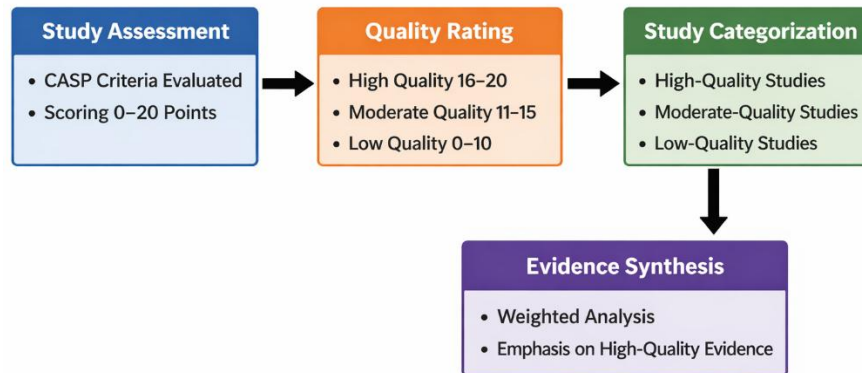 Study Assessment
• CASP Criteria Evaluated
• Scoring 0–20 Points
Quality Rating
• High Quality 16–20
• Moderate Quality 11–15
• Low Quality 0–10
Study Categorization
• High-Quality Studies
• Moderate-Quality Studies
• Low-Quality Studies
Evidence Synthesis
• Weighted Analysis
• Emphasis on High-Quality Evidence